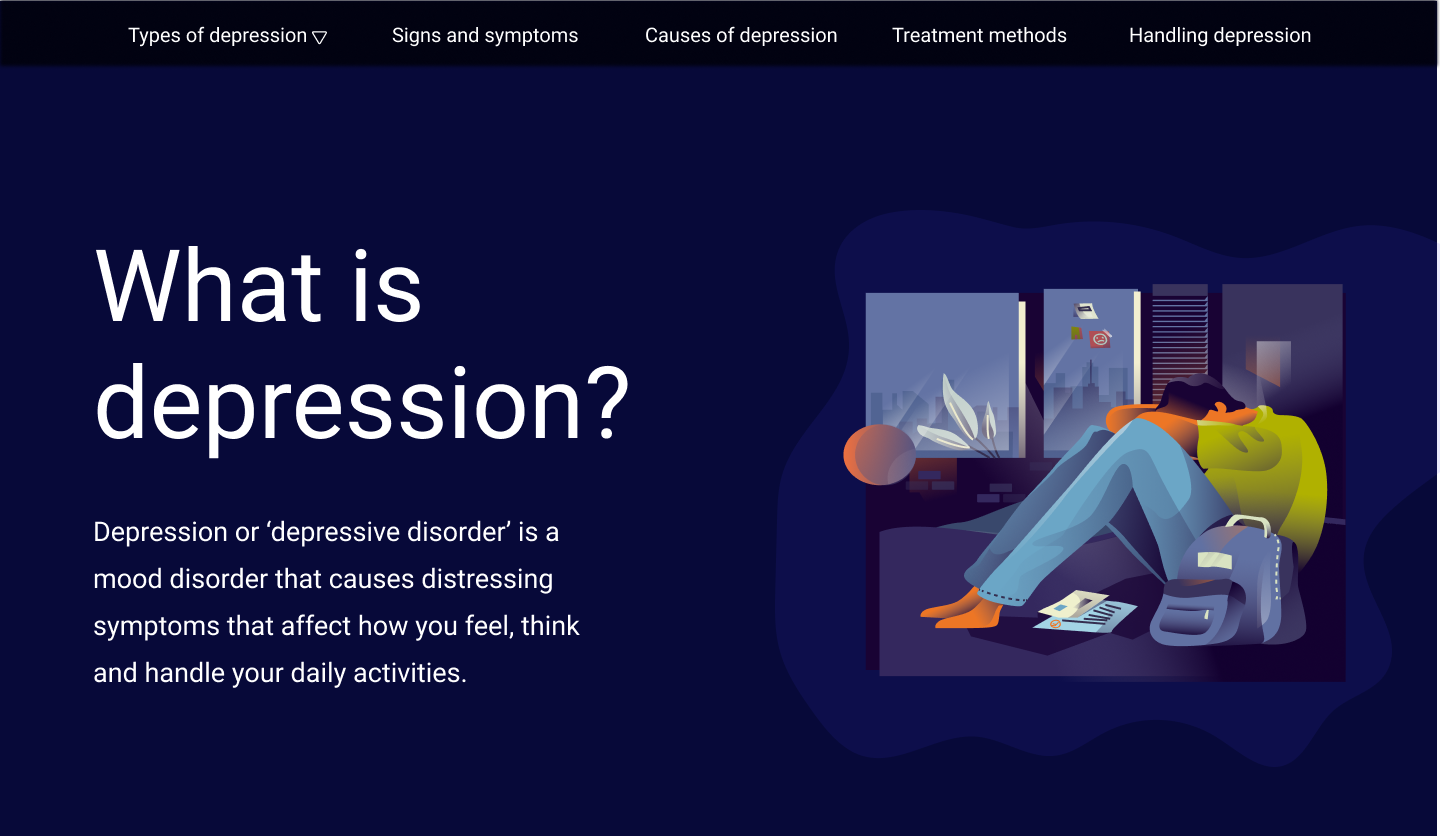 Types of depression Signs and symptoms Causes of depression Treatment methods Handling depression
What is
depression?
Depression or ‘depressive disorder’ is a
mood disorder that causes distressing
symptoms that affect how you feel, think
and handle your daily activities.